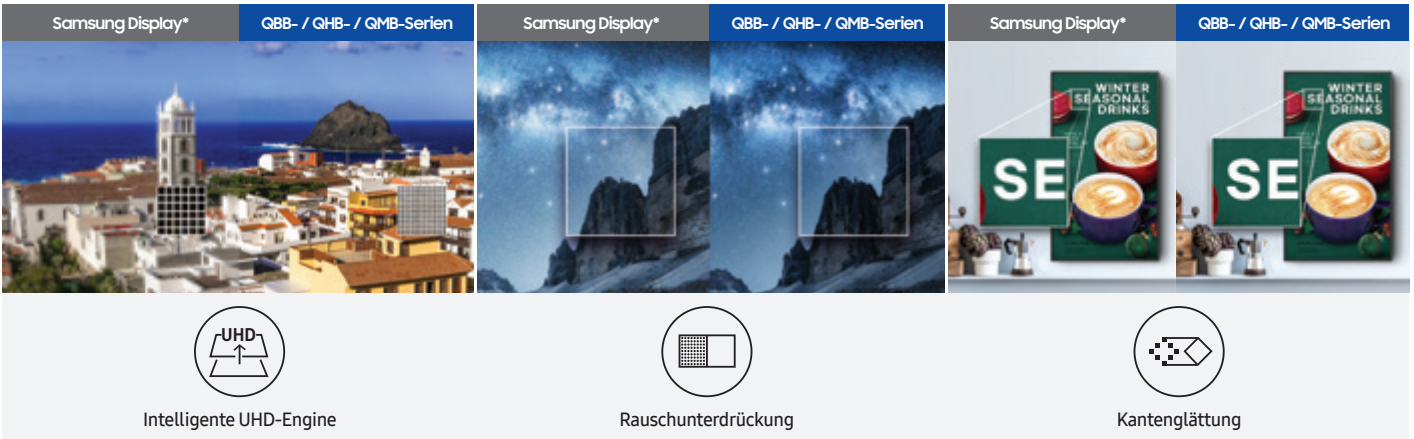 Samsung Display*
QBB- / QHB- / QMB-Serien
Samsung Display*
QBB- / QHB- / QMB-Serien
Samsung Display*
QBB- / QHB- / QMB-Serien
WINTER
SEASONAL
DRINKS
SE
WINTER
SEASONAL
DRINKS
SE
UHD
Intelligente UHD-Engine
Rauschunterdrückung
Kantenglättung